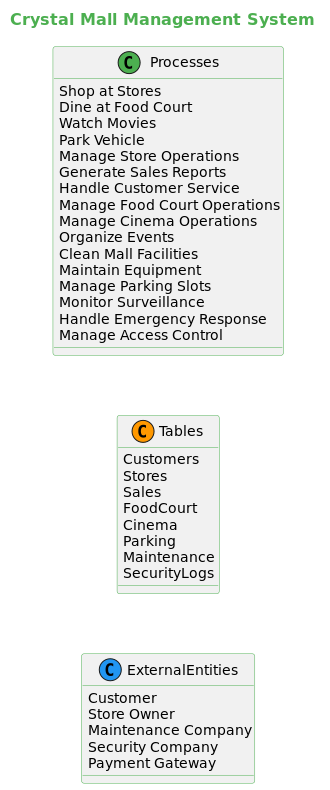 Crystal Mall Management System
C Processes
Shop at Stores
Dine at Food Court
Watch Movies
Park Vehicle
Manage Store Operations
Generate Sales Reports
Handle Customer Service
Manage Food Court Operations
Manage Cinema Operations
Organize Events
Clean Mall Facilities
Maintain Equipment
Manage Parking Slots
Monitor Surveillance
Handle Emergency Response
Manage Access Control
C Tables
Customers
Stores
Sales
FoodCourt
Cinema
Parking
Maintenance
SecurityLogs
C ExternalEntities
Customer
Store Owner
Maintenance Company
Security Company
Payment Gateway